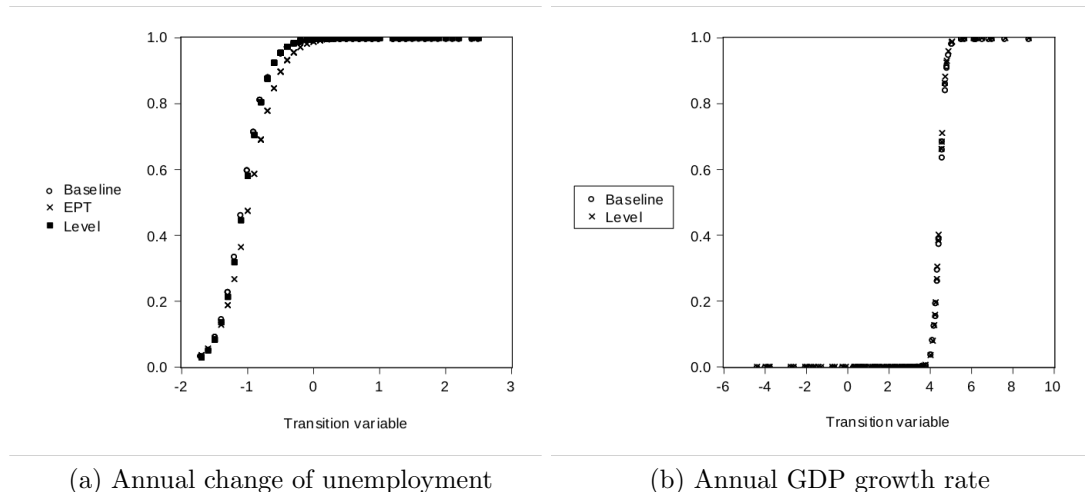 1.0
0.8
0.6
0.4
0.2
0.0
-2 -1 0 1 2 3
Transition variable
Baseline
EPT
Level
(a) Annual change of unemployment
1.0
0.8
0.6
0.4
0.2
0.0
-6 -4 -2 0 2 4 6 8 10
Transition variable
Baseline
Level
(b) Annual GDP growth rate